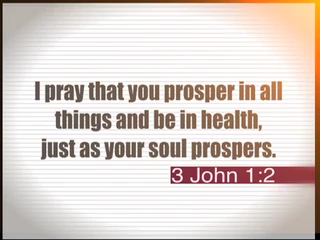 I pray that you prosper in all
things and be in health,
just as your soul prospers.
3 John 1:2